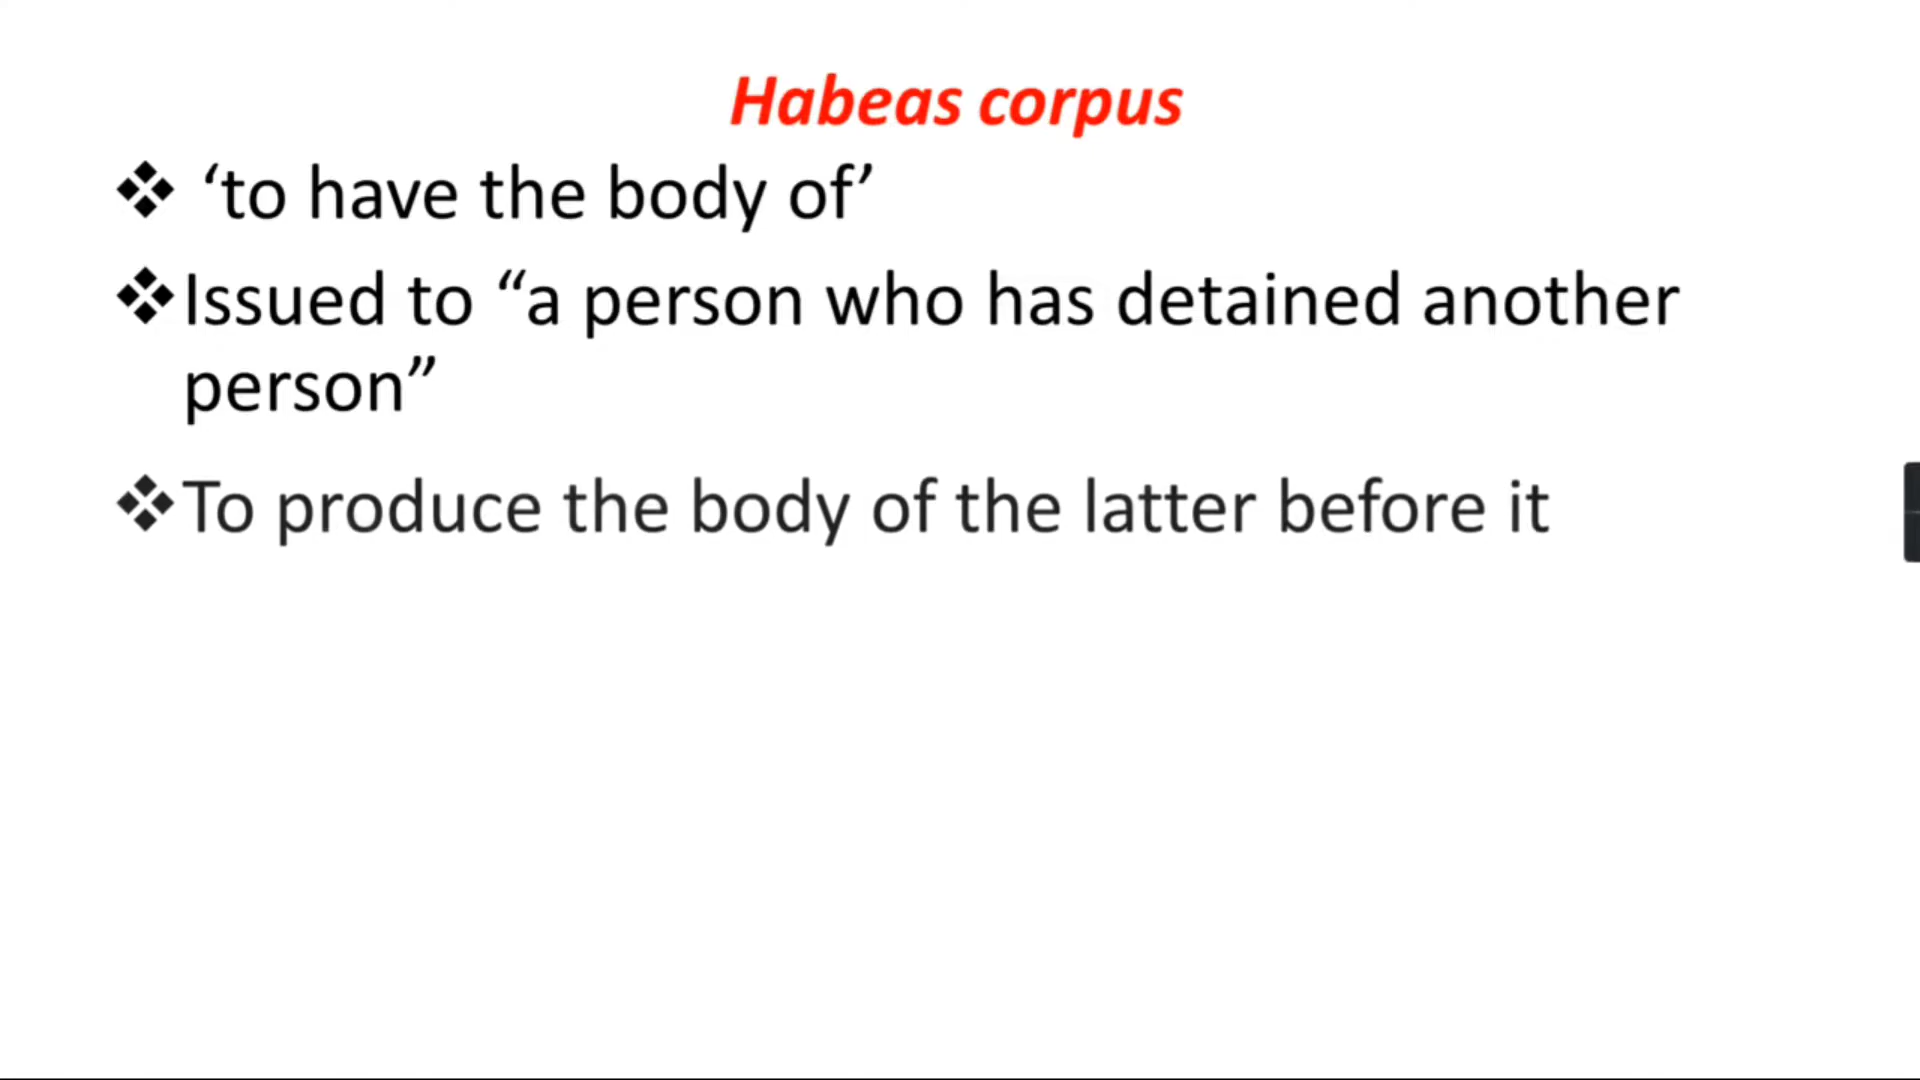 Habeas corpus
❖ ‘to have the body of’
❖Issued to “a person who has detained another
person”
❖To produce the body of the latter before it